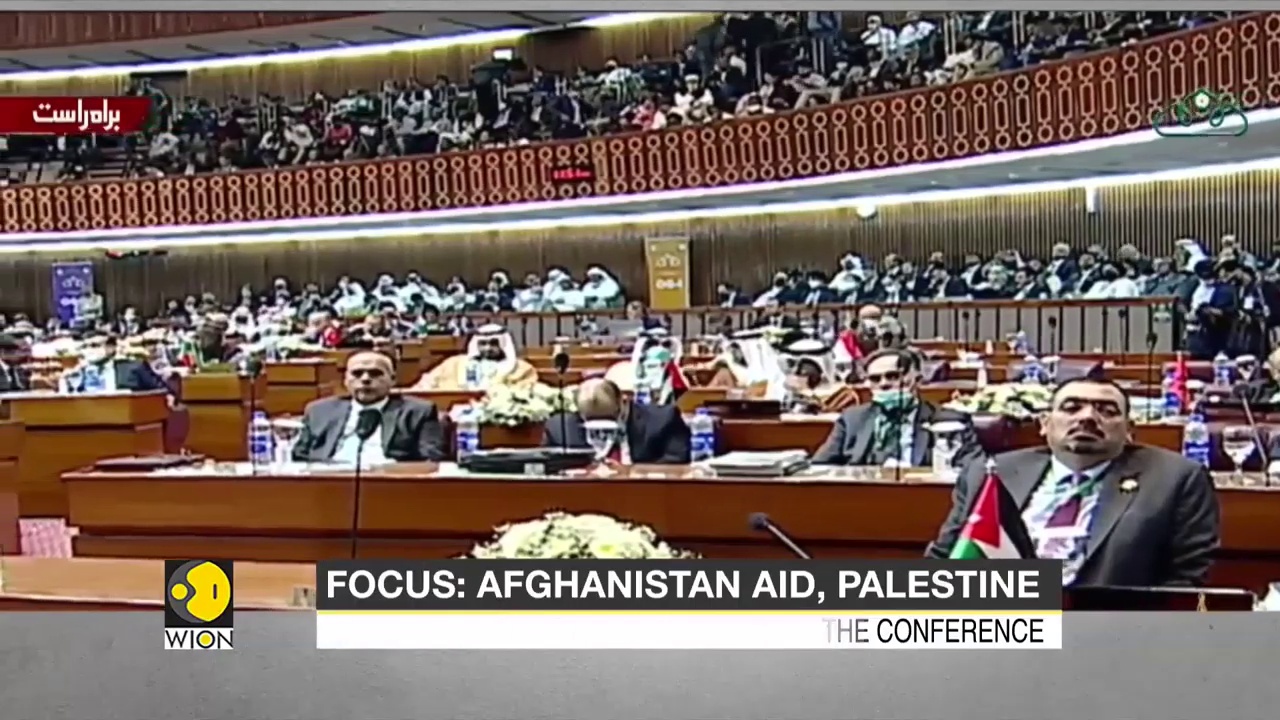 براہ راست
FOCUS: AFGHANISTAN AID, PALESTINE
THE CONFERENCE
WION